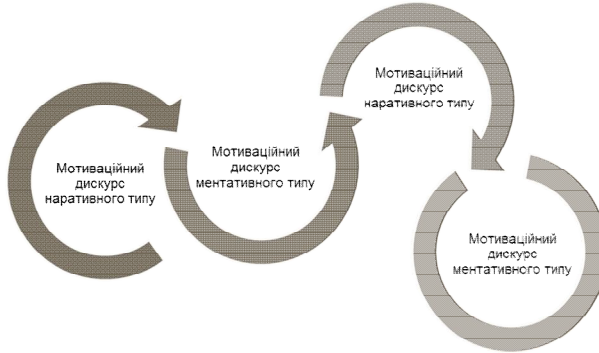 Мотиваційний
дискурс
наративного типу
Мотиваційний
дискурс
ментативного типу
Мотиваційний
дискурс
наративного типу
Мотиваційний
дискурс
ментативного типу